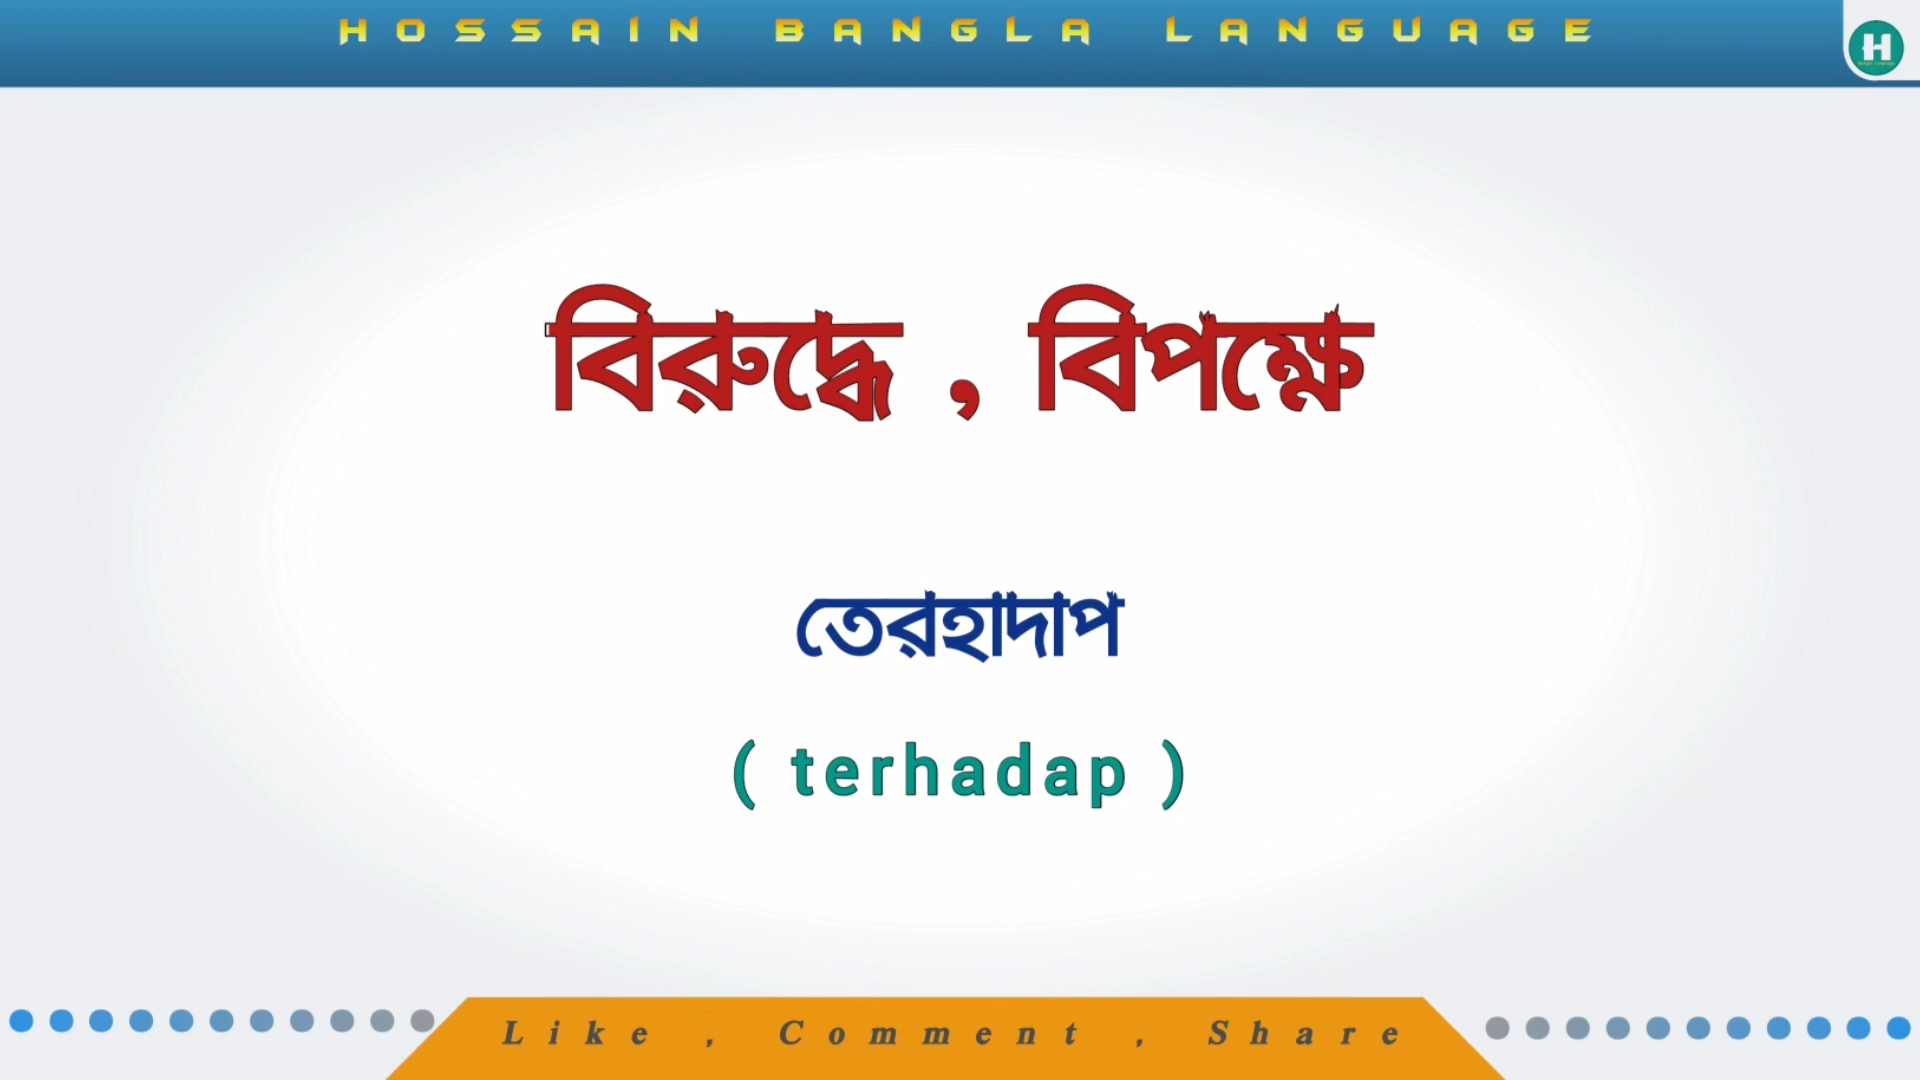 HOSSAIN BANGLA LANGUAGE
H
বিরুদ্ধে , বিপক্ষে
তেরহাদাপ
( terhadap )
Like , Comment , Share